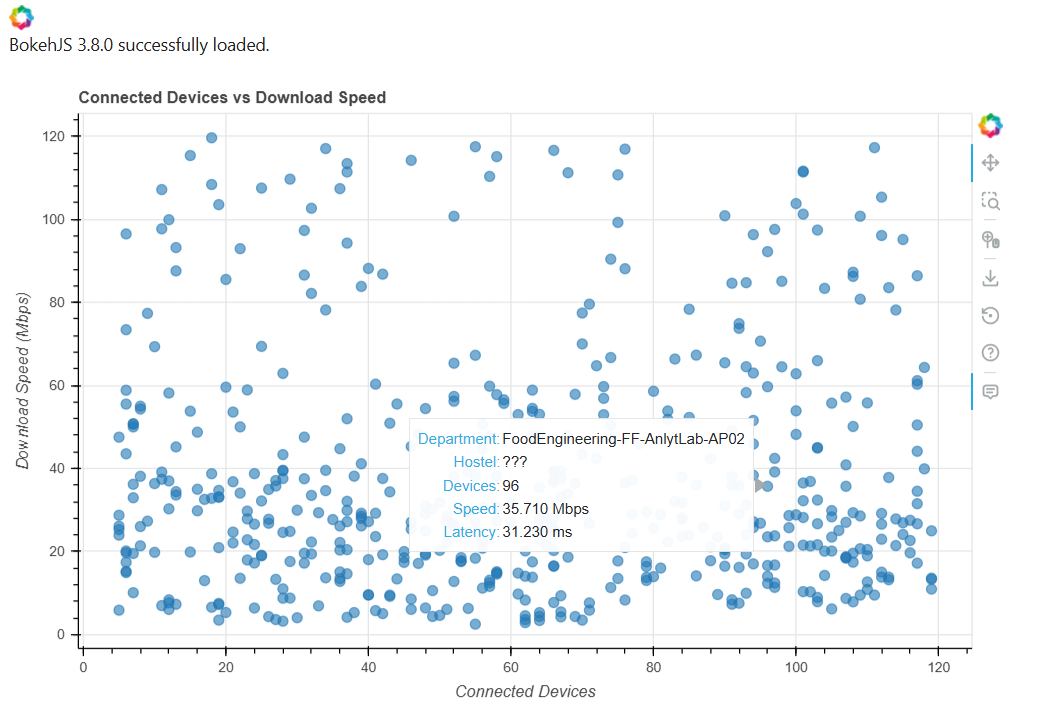 BokehJS 3.8.0 successfully loaded.
Connected Devices vs Download Speed
120
100
80
60
40
20
0
Download Speed (Mbps)
Department: FoodEngineering-FF-AnlytLab-AP02
Hostel: ???
Devices: 96
Speed: 35.710 Mbps
Latency: 31.230 ms
0 20 40 60 80 100 120
Connected Devices